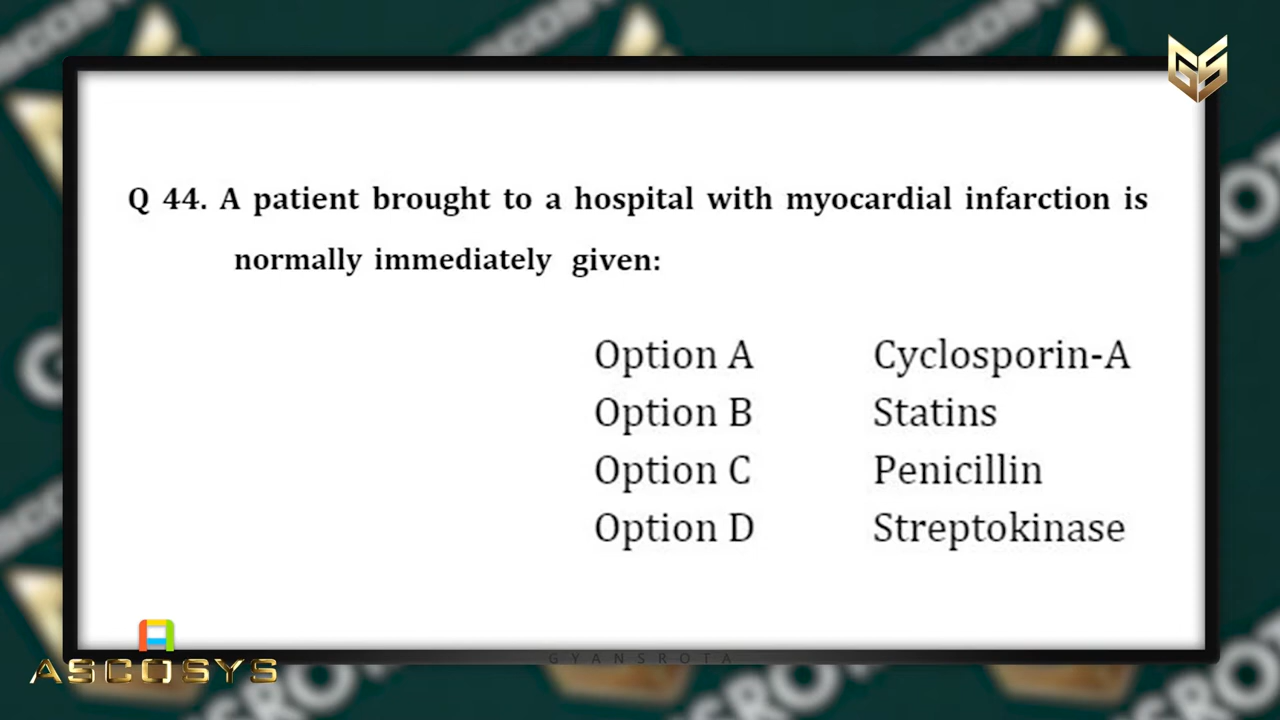 GS
Q 44. A patient brought to a hospital with myocardial infarction is
normally immediately given:
Option A Cyclosporin-A
Option B Statins
Option C Penicillin
Option D Streptokinase
ASCOSYS
GYANSROTA